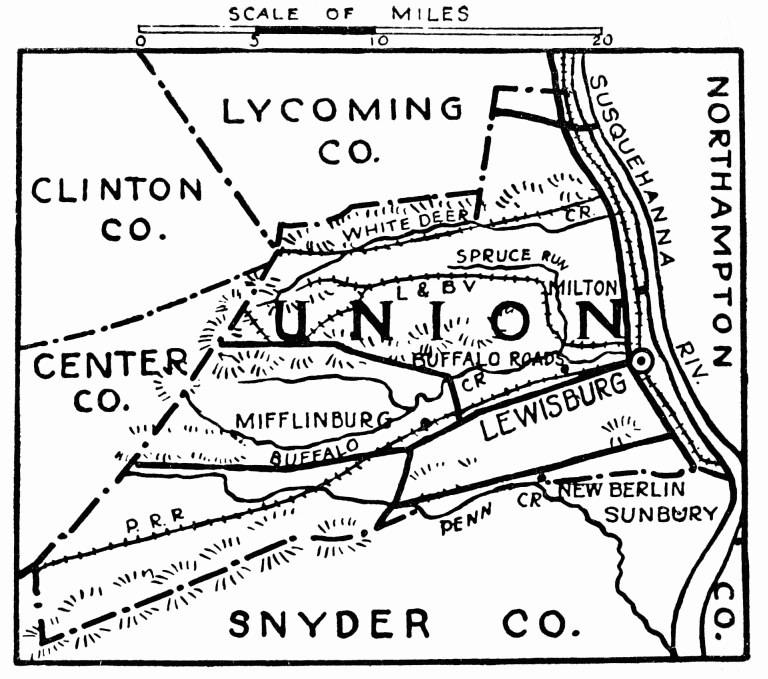 SCALE OF MILES
0 5 10 20
LYCOMING
CO.
CLINTON
CO.
SUSQUEHANNA
RIV.
NORTHAMPTON
CO.
WHITE DEER
CR.
SPRUCE RUN
L & B V
MILTON
UNION
CENTER
CO.
BUFFALO ROADS
CR
MIFFLINBURG
LEWISBURG
BUFFALO
P. R. R
PENN
CR
NEW BERLIN
SUNBURY
SNYDER CO.